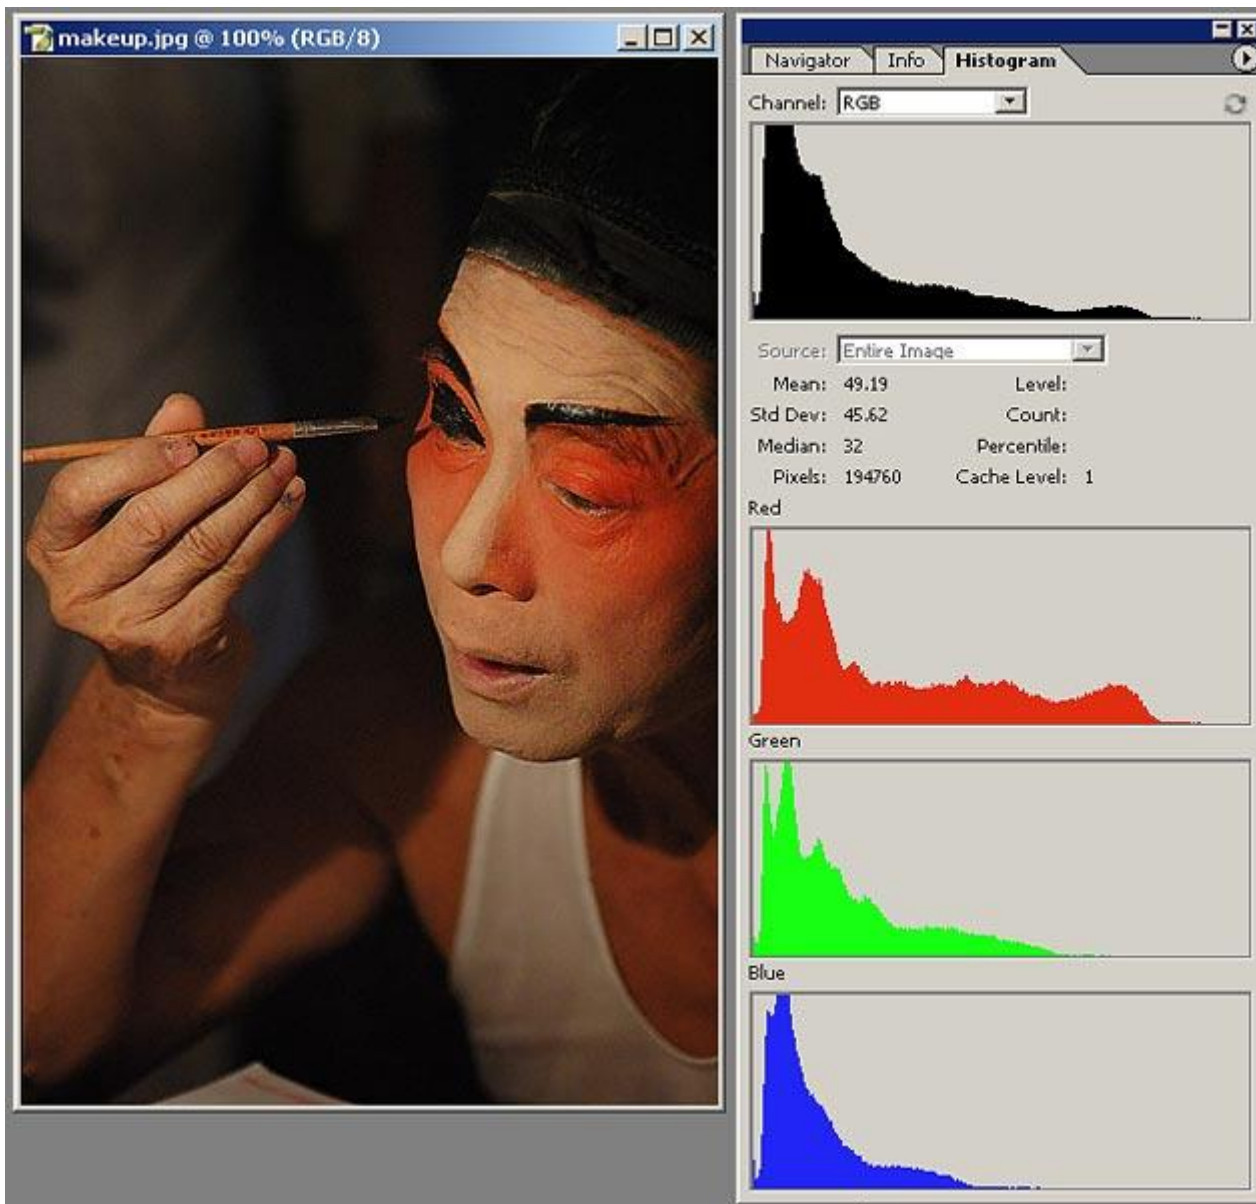 makeup.jpg @ 100% (RGB/8)
Navigator Info Histogram
Channel: RGB
Source: Entire Image
Mean: 49.19 Level:
Std Dev: 45.62 Count:
Median: 32 Percentile:
Pixels: 194760 Cache Level: 1
Red
Green
Blue